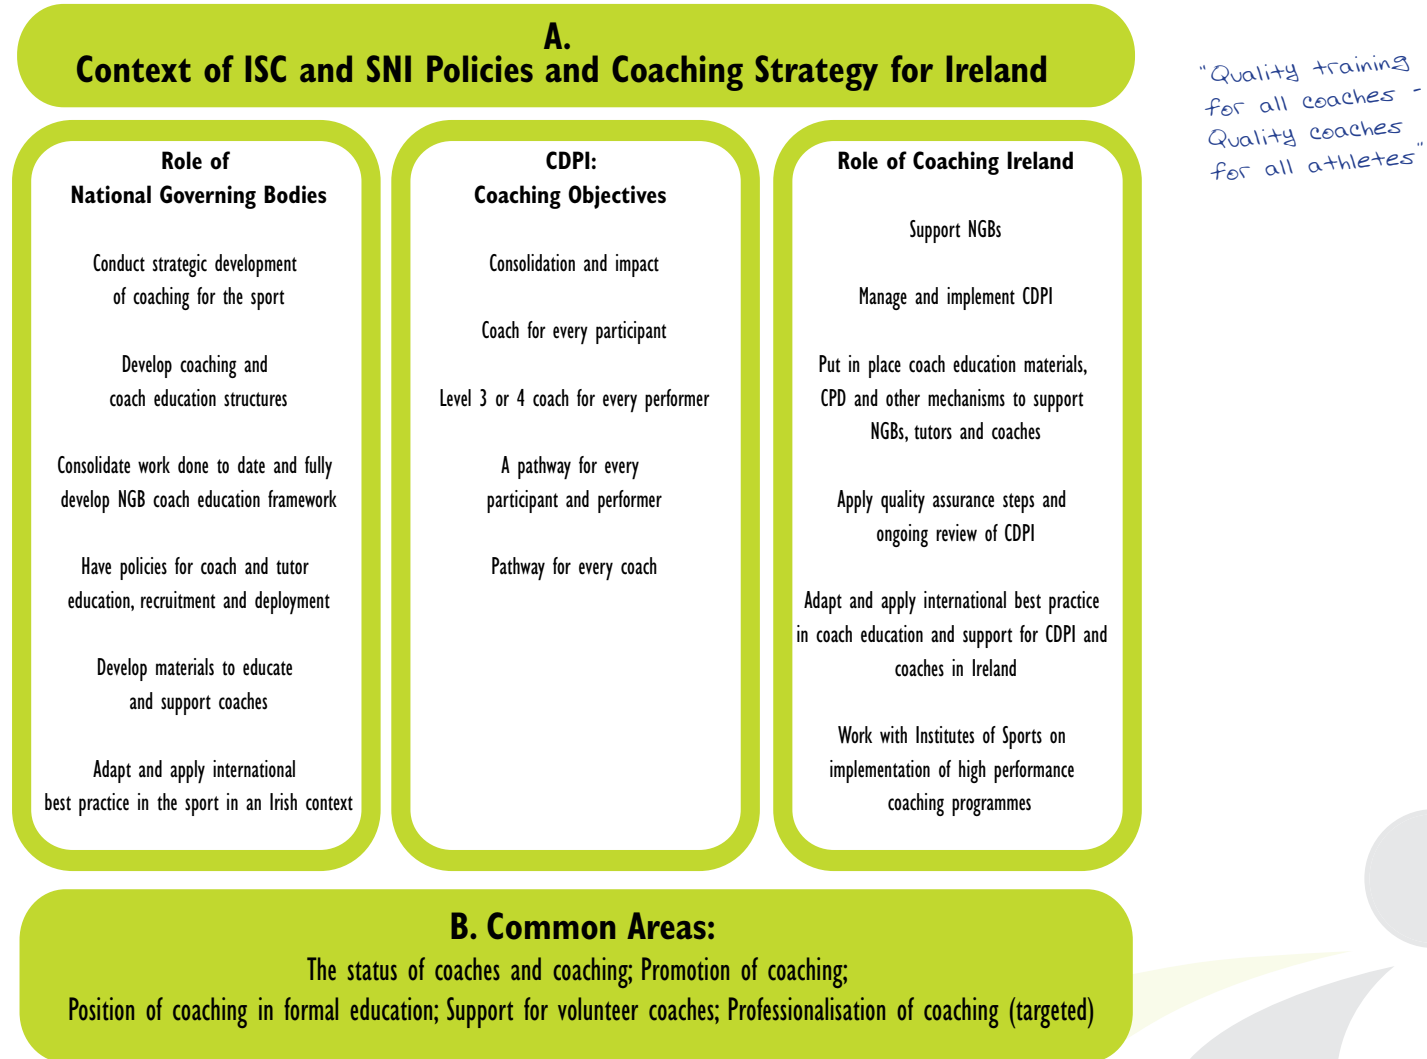 A.
Context of ISC and SNI Policies and Coaching Strategy for Ireland
"Quality training
for all coaches -
Quality coaches
for all athletes"
Role of
National Governing Bodies
Conduct strategic development
of coaching for the sport
Develop coaching and
coach education structures
Consolidate work done to date and fully
develop NGB coach education framework
Have policies for coach and tutor
education, recruitment and deployment
Develop materials to educate
and support coaches
Adapt and apply international
best practice in the sport in an Irish context
CDPI:
Coaching Objectives
Consolidation and impact
Coach for every participant
Level 3 or 4 coach for every performer
A pathway for every
participant and performer
Pathway for every coach
Role of Coaching Ireland
Support NGBs
Manage and implement CDPI
Put in place coach education materials,
CPD and other mechanisms to support
NGBs, tutors and coaches
Apply quality assurance steps and
ongoing review of CDPI
Adapt and apply international best practice
in coach education and support for CDPI and
coaches in Ireland
Work with Institutes of Sports on
implementation of high performance
coaching programmes
B. Common Areas:
The status of coaches and coaching; Promotion of coaching;
Position of coaching in formal education; Support for volunteer coaches; Professionalisation of coaching (targeted)